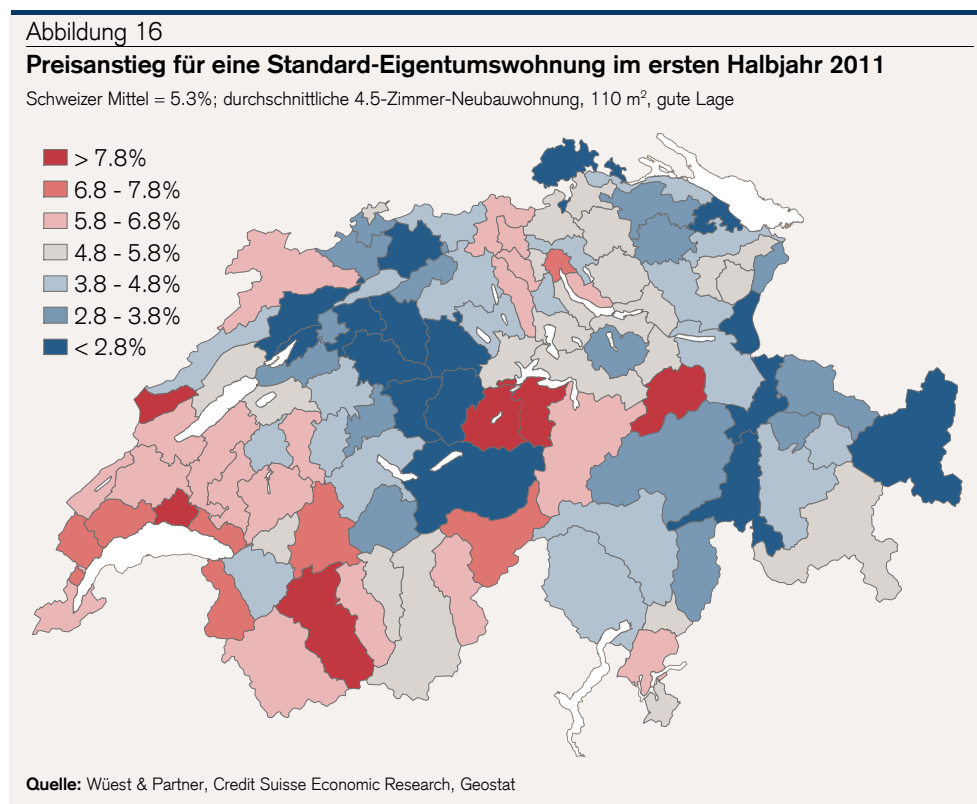 Abbildung 16
Preisanstieg für eine Standard-Eigentumswohnung im ersten Halbjahr 2011
Schweizer Mittel = 5.3%; durchschnittliche 4.5-Zimmer-Neubauwohnung, 110 m², gute Lage
> 7.8%
6.8 - 7.8%
5.8 - 6.8%
4.8 - 5.8%
3.8 - 4.8%
2.8 - 3.8%
< 2.8%
Quelle: Wüest & Partner, Credit Suisse Economic Research, Geostat